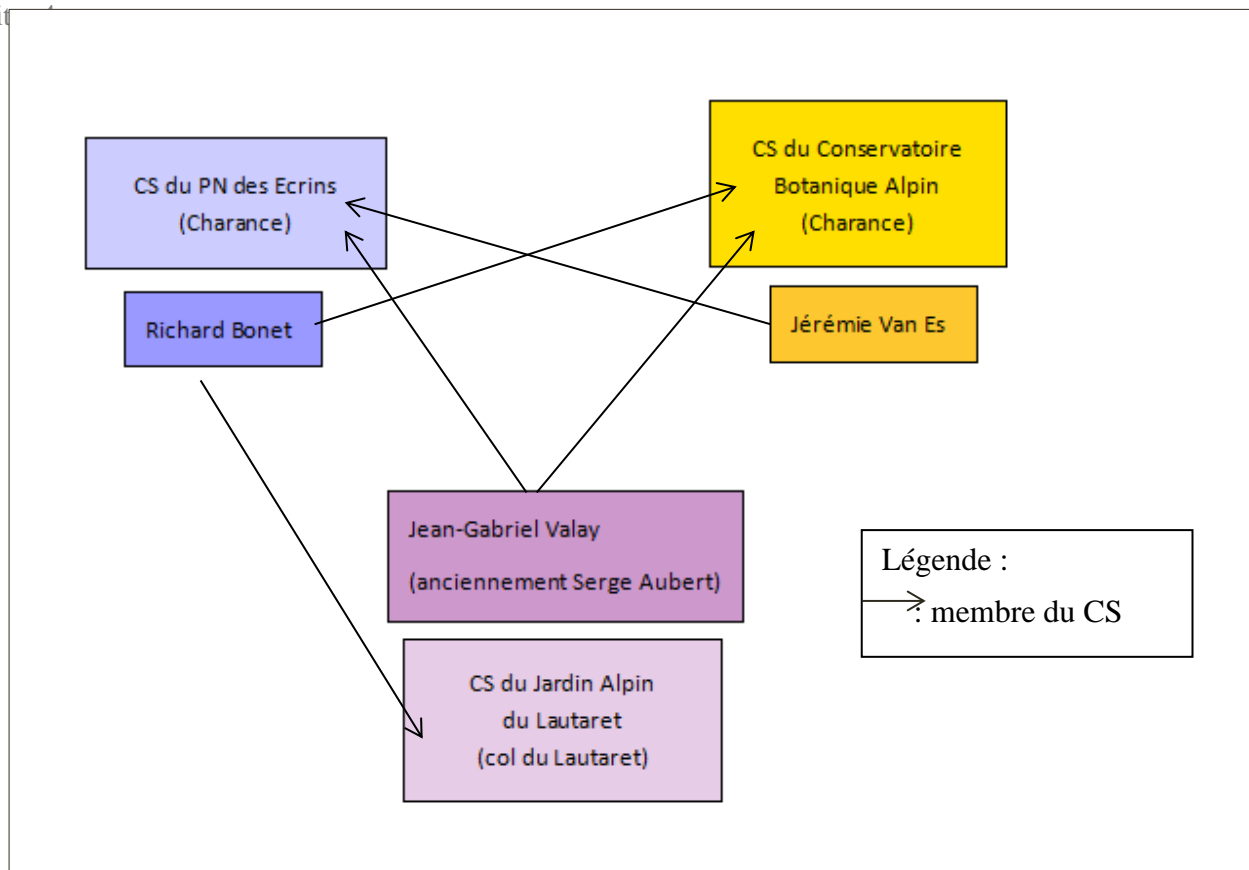 CS du PN des Ecrins
(Charance)
CS du Conservatoire
Botanique Alpin
(Charance)
Richard Bonet
Jérémie Van Es
Jean-Gabriel Valay
(anciennement Serge Aubert)
CS du Jardin Alpin
du Lautaret
(col du Lautaret)
Légende :
: membre du CS